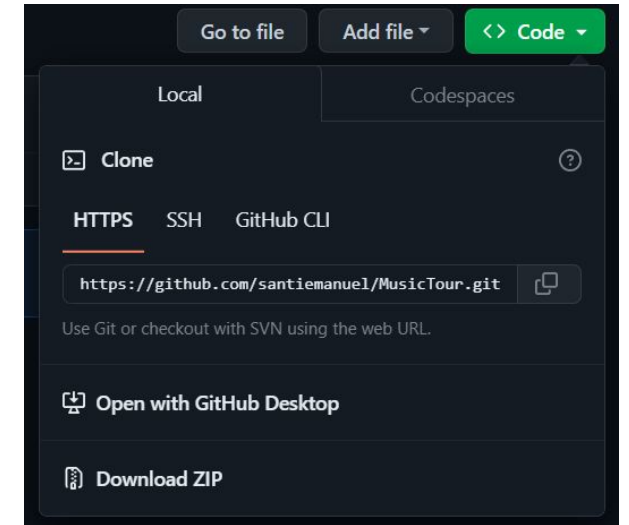 Go to file Add file <> Code
Local Codespaces
Clone
HTTPS SSH GitHub CLI
https://github.com/santiemanuel/MusicTour.git
Use Git or checkout with SVN using the web URL.
Open with GitHub Desktop
Download ZIP